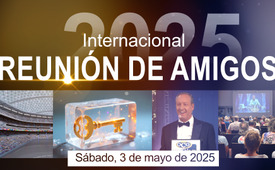 2025
Internacional
REUNIÓN DE AMIGOS
Sábado, 3 de mayo de 2025